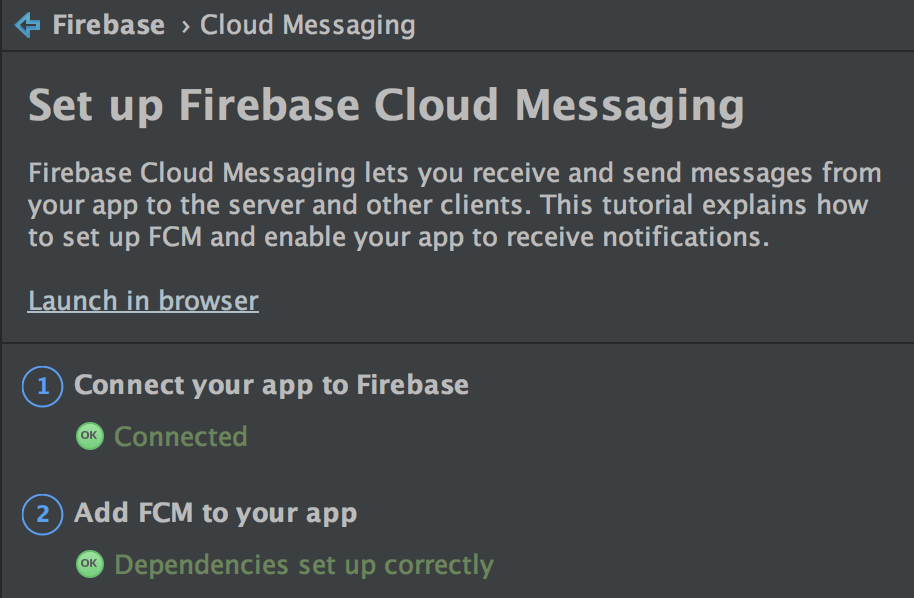 Firebase › Cloud Messaging
Set up Firebase Cloud Messaging
Firebase Cloud Messaging lets you receive and send messages from
your app to the server and other clients. This tutorial explains how
to set up FCM and enable your app to receive notifications.
Launch in browser
1 Connect your app to Firebase
OK Connected
2 Add FCM to your app
OK Dependencies set up correctly